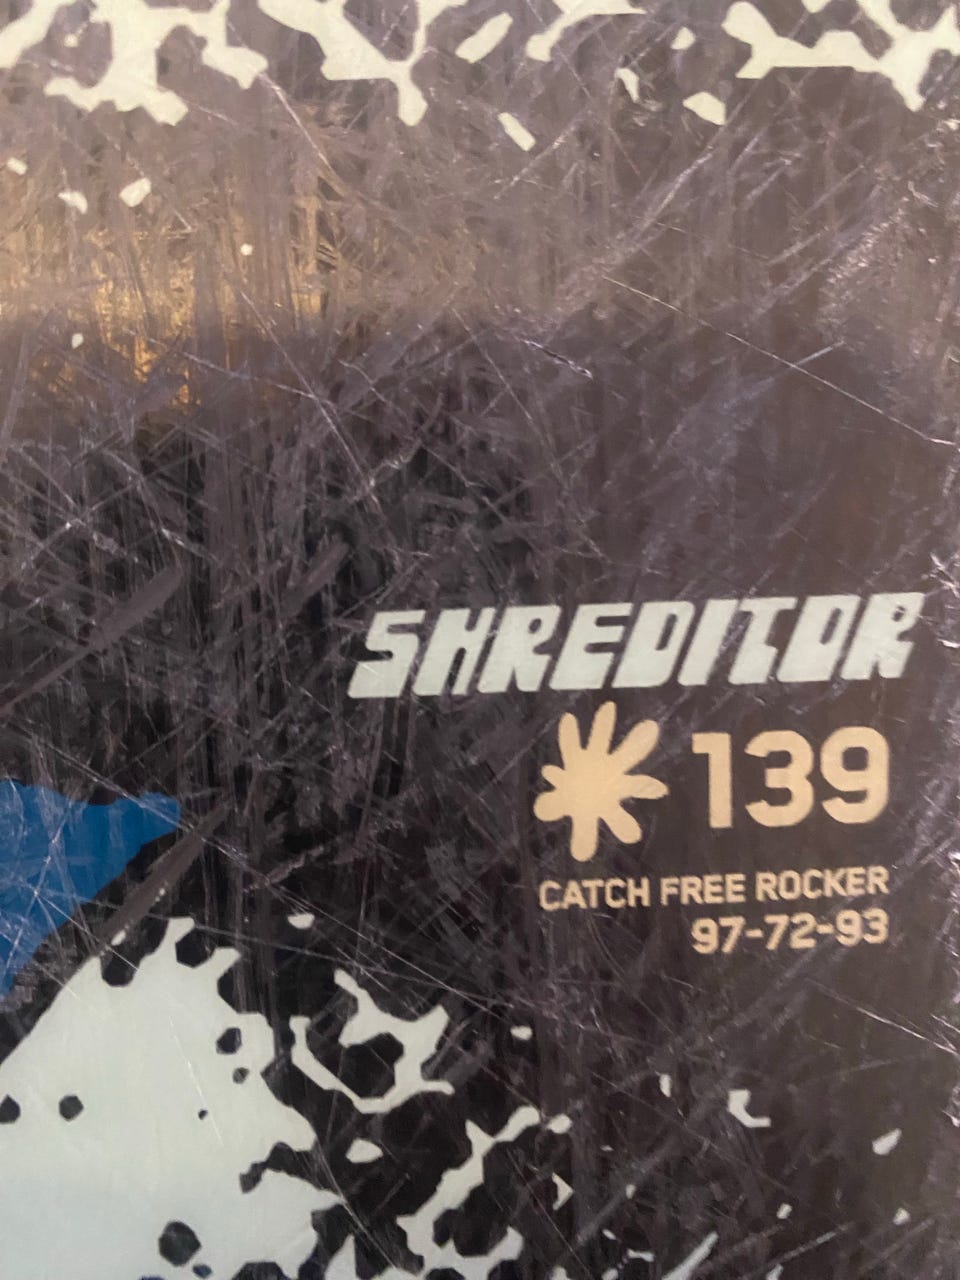 SHREDITOR
139
CATCH FREE ROCKER
97-72-93